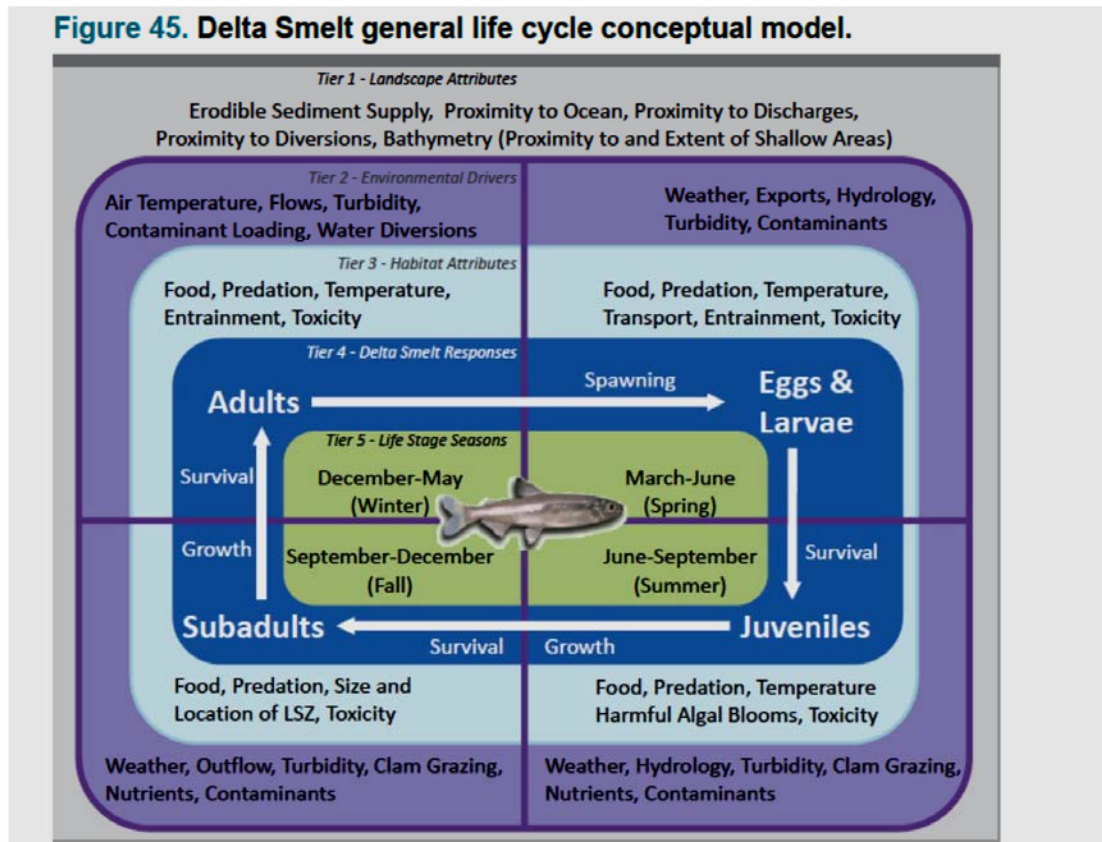 Figure 45. Delta Smelt general life cycle conceptual model.
Tier 1 - Landscape Attributes
Erodible Sediment Supply, Proximity to Ocean, Proximity to Discharges,
Proximity to Diversions, Bathymetry (Proximity to and Extent of Shallow Areas)
Tier 2 - Environmental Drivers
Air Temperature, Flows, Turbidity,
Contaminant Loading, Water Diversions
Weather, Exports, Hydrology,
Turbidity, Contaminants
Tier 3 - Habitat Attributes
Food, Predation, Temperature,
Entrainment, Toxicity
Food, Predation, Temperature,
Transport, Entrainment, Toxicity
Tier 4 - Delta Smelt Responses
Adults
Spawning
Eggs &
Larvae
Tier 5 - Life Stage Seasons
Survival
December-May
(Winter)
March-June
(Spring)
Growth
September-December
(Fall)
June-September
(Summer)
Survival
Subadults
Survival
Growth
Juveniles
Food, Predation, Size and
Location of LSZ, Toxicity
Food, Predation, Temperature
Harmful Algal Blooms, Toxicity
Weather, Outflow, Turbidity, Clam Grazing,
Nutrients, Contaminants
Weather, Hydrology, Turbidity, Clam Grazing,
Nutrients, Contaminants